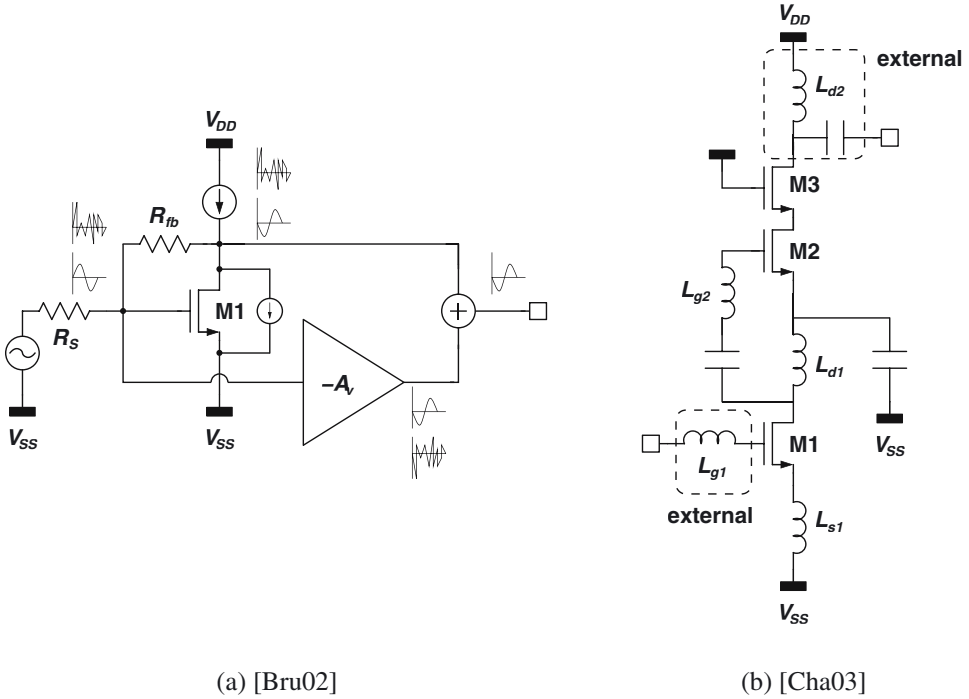 V_DD
external
L_d2
V_DD
M3
R_fb
M2
L_g2
M1
R_S
+
−A_v
L_d1
V_SS
V_SS
M1
V_SS
L_g1
external
L_s1
V_SS
(a) [Bru02]
(b) [Cha03]